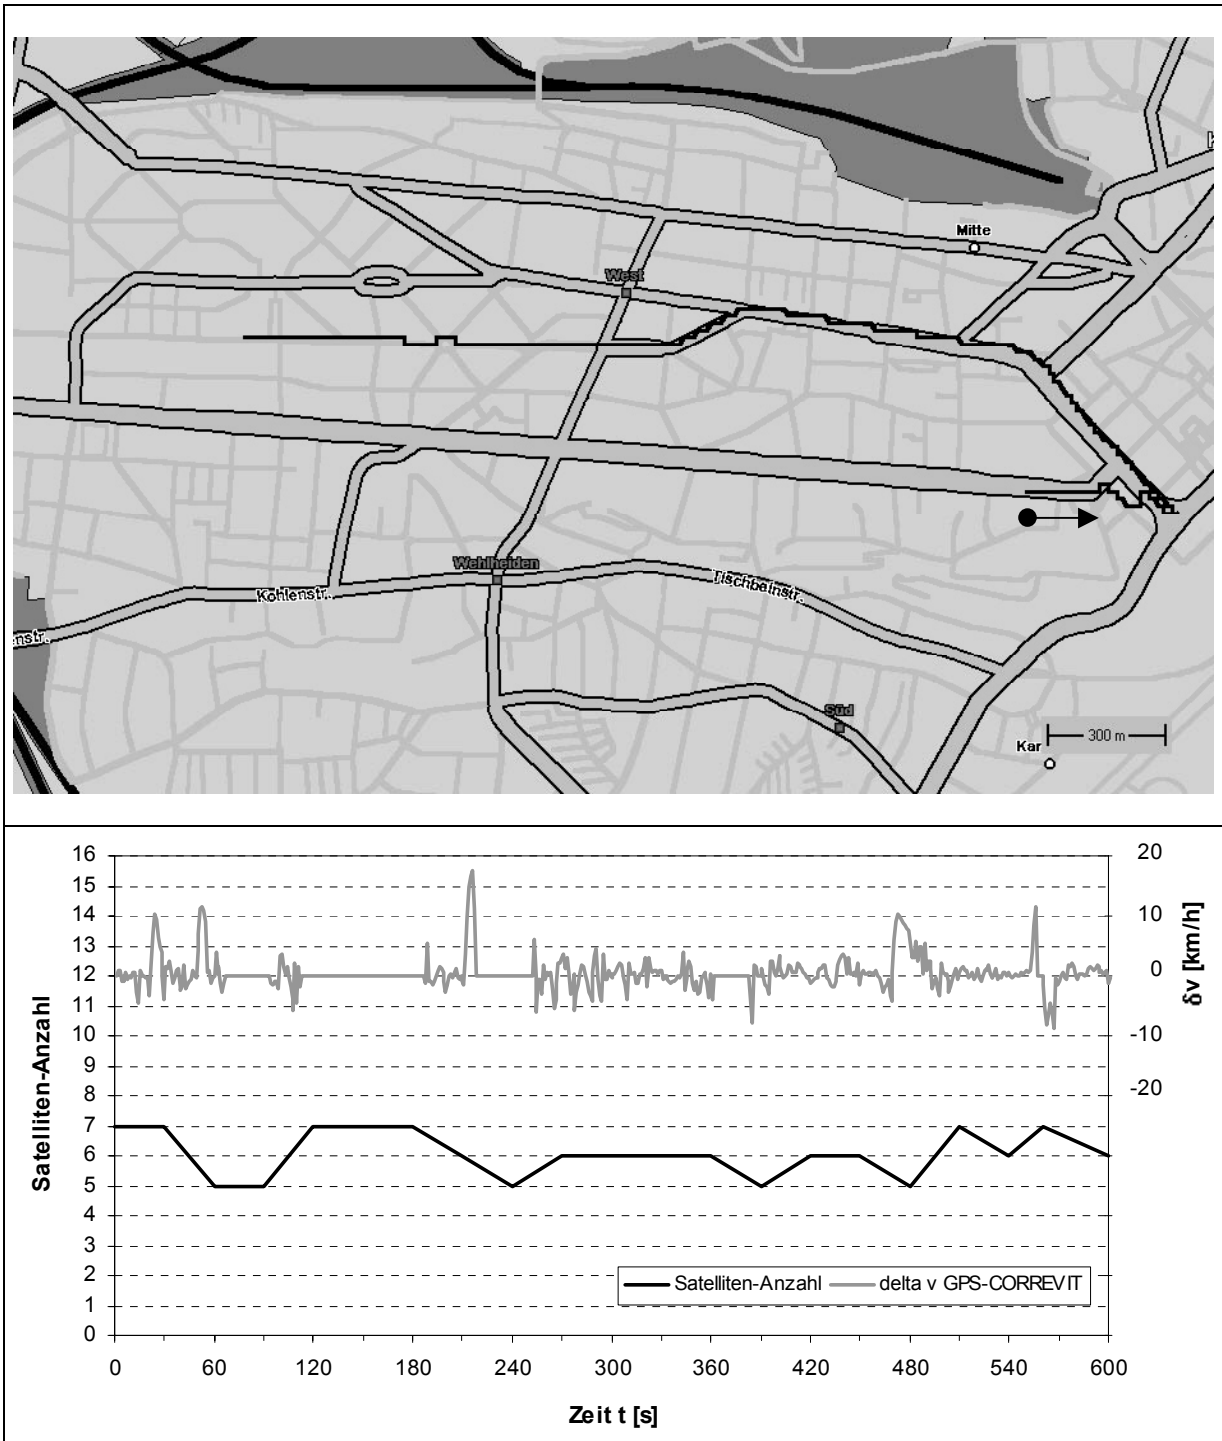 K
Mitte
West
Wehlheiden
Tischbeinstr.
Kohlenstr.
enstr.
Süd
Kar
300 m
16 20
15
14 10
13
12 0
11
10 -10
9
8 -20
7
6
5
4
3
2
1
0
Satelliten-Anzahl
δv [km/h]
Satelliten-Anzahl delta v GPS-CORREVIT
0 60 120 180 240 300 360 420 480 540 600
Zeit t [s]